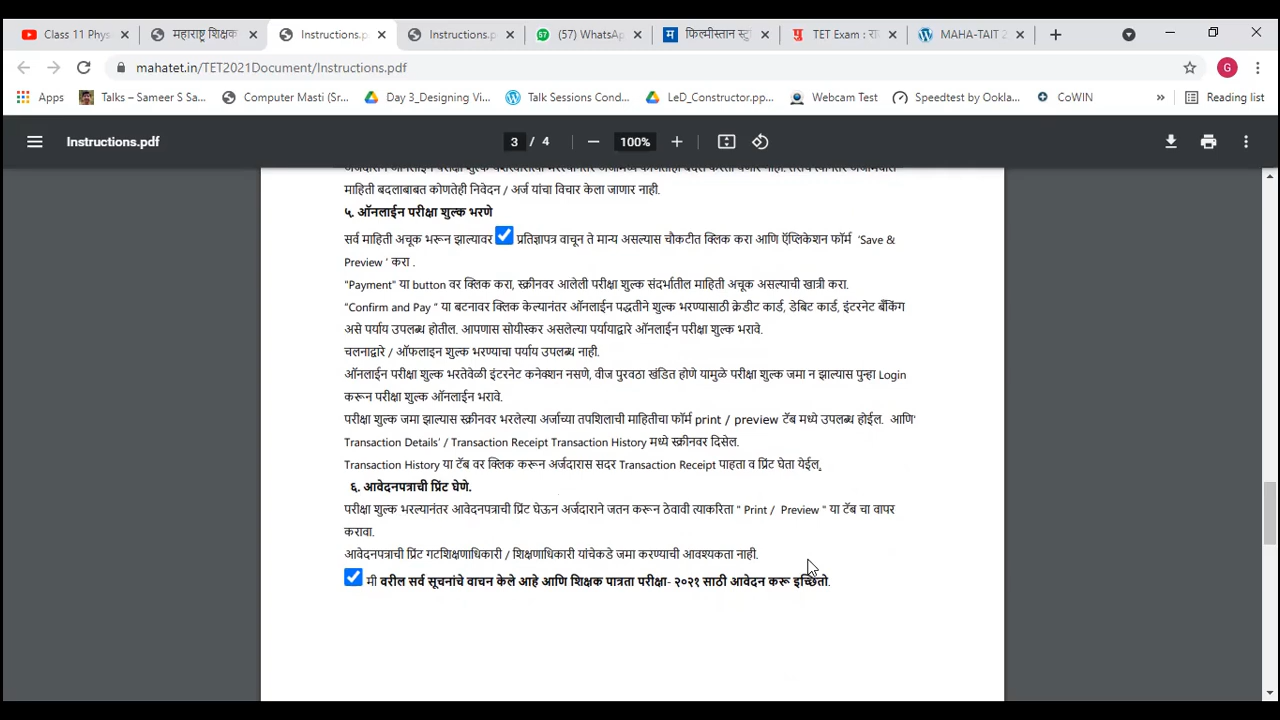 Class 11 Phys
महाराष्ट्र शिक्षक
Instructions.p
Instructions.p
(57) WhatsA
म फिल्मीस्तान स्टु
पु TET Exam : रा
MAHA-TAIT 2
mahatet.in/TET2021Document/Instructions.pdf
G
Apps
Talks – Sameer S Sa...
Computer Masti (Sr...
Day 3_Designing Vi...
Talk Sessions Cond...
LeD_Constructor.pp...
Webcam Test
Speedtest by Ookla...
CoWIN
»
Reading list
Instructions.pdf
3 / 4
100%
माहिती बदलाबाबत कोणतेही निवेदन / अर्ज यांचा विचार केला जाणार नाही.
५. ऑनलाईन परीक्षा शुल्क भरणे
सर्व माहिती अचूक भरून झाल्यावर प्रतिज्ञापत्र वाचून ते मान्य असल्यास चौकटीत क्लिक करा आणि ऍप्लिकेशन फॉर्म ‘Save &
Preview ’ करा .
"Payment" या button वर क्लिक करा, स्क्रीनवर आलेली परीक्षा शुल्क संदर्भातील माहिती अचूक असल्याची खात्री करा.
"Confirm and Pay " या बटनावर क्लिक केल्यानंतर ऑनलाईन पद्धतीने शुल्क भरण्यासाठी क्रेडीट कार्ड, डेबिट कार्ड, इंटरनेट बँकिंग
असे पर्याय उपलब्ध होतील. आपणास सोयीस्कर असलेल्या पर्यायाद्वारे ऑनलाईन परीक्षा शुल्क भरावे.
चलनाद्वारे / ऑफलाइन शुल्क भरण्याचा पर्याय उपलब्ध नाही.
ऑनलाईन परीक्षा शुल्क भरतेवेळी इंटरनेट कनेक्शन नसणे, वीज पुरवठा खंडित होणे यामुळे परीक्षा शुल्क जमा न झाल्यास पुन्हा Login
करून परीक्षा शुल्क ऑनलाईन भरावे.
परीक्षा शुल्क जमा झाल्यास स्क्रीनवर भरलेल्या अर्जाच्या तपशिलाची माहितीचा फॉर्म print / preview टॅब मध्ये उपलब्ध होईल. आणि'
Transaction Details' / Transaction Receipt Transaction History मध्ये स्क्रीनवर दिसेल.
Transaction History या टॅब वर क्लिक करून अर्जदारास सदर Transaction Receipt पाहता व प्रिंट घेता येईल.
६. आवेदनपत्राची प्रिंट घेणे.
परीक्षा शुल्क भरल्यानंतर आवेदनपत्राची प्रिंट घेऊन अर्जदाराने जतन करून ठेवावी त्याकरिता " Print / Preview " या टॅब चा वापर
करावा.
आवेदनपत्राची प्रिंट गटशिक्षणाधिकारी / शिक्षणाधिकारी यांचेकडे जमा करण्याची आवश्यकता नाही.
मी वरील सर्व सूचनांचे वाचन केले आहे आणि शिक्षक पात्रता परीक्षा- २०२१ साठी आवेदन करू इच्छितो.